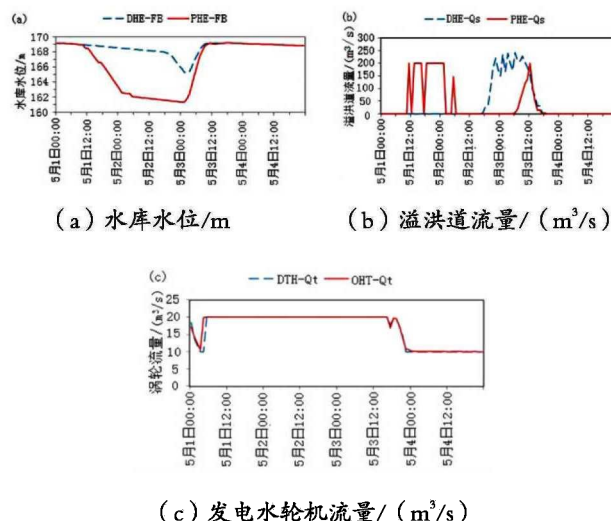 (a)
DHE-FB PHE-FB
水库水位/m
170
168
166
164
162
160
5月1日00:00
5月1日12:00
5月2日00:00
5月2日12:00
5月3日00:00
5月3日12:00
5月4日00:00
5月4日12:00
(a)水库水位/m
(b)
DHE-Qs PHE-Qs
溢洪道流量/(m³/s)
300
250
200
150
100
50
0
5月1日00:00
5月1日12:00
5月2日00:00
5月2日12:00
5月3日00:00
5月3日12:00
5月4日00:00
5月4日12:00
(b)溢洪道流量/(m³/s)
(c)
DTH-Qt OHT-Qt
涡轮流量/(m³/s)
25
20
15
10
5
0
5月1日00:00
5月1日12:00
5月2日00:00
5月2日12:00
5月3日00:00
5月3日12:00
5月4日00:00
5月4日12:00
(c)发电水轮机流量/(m³/s)